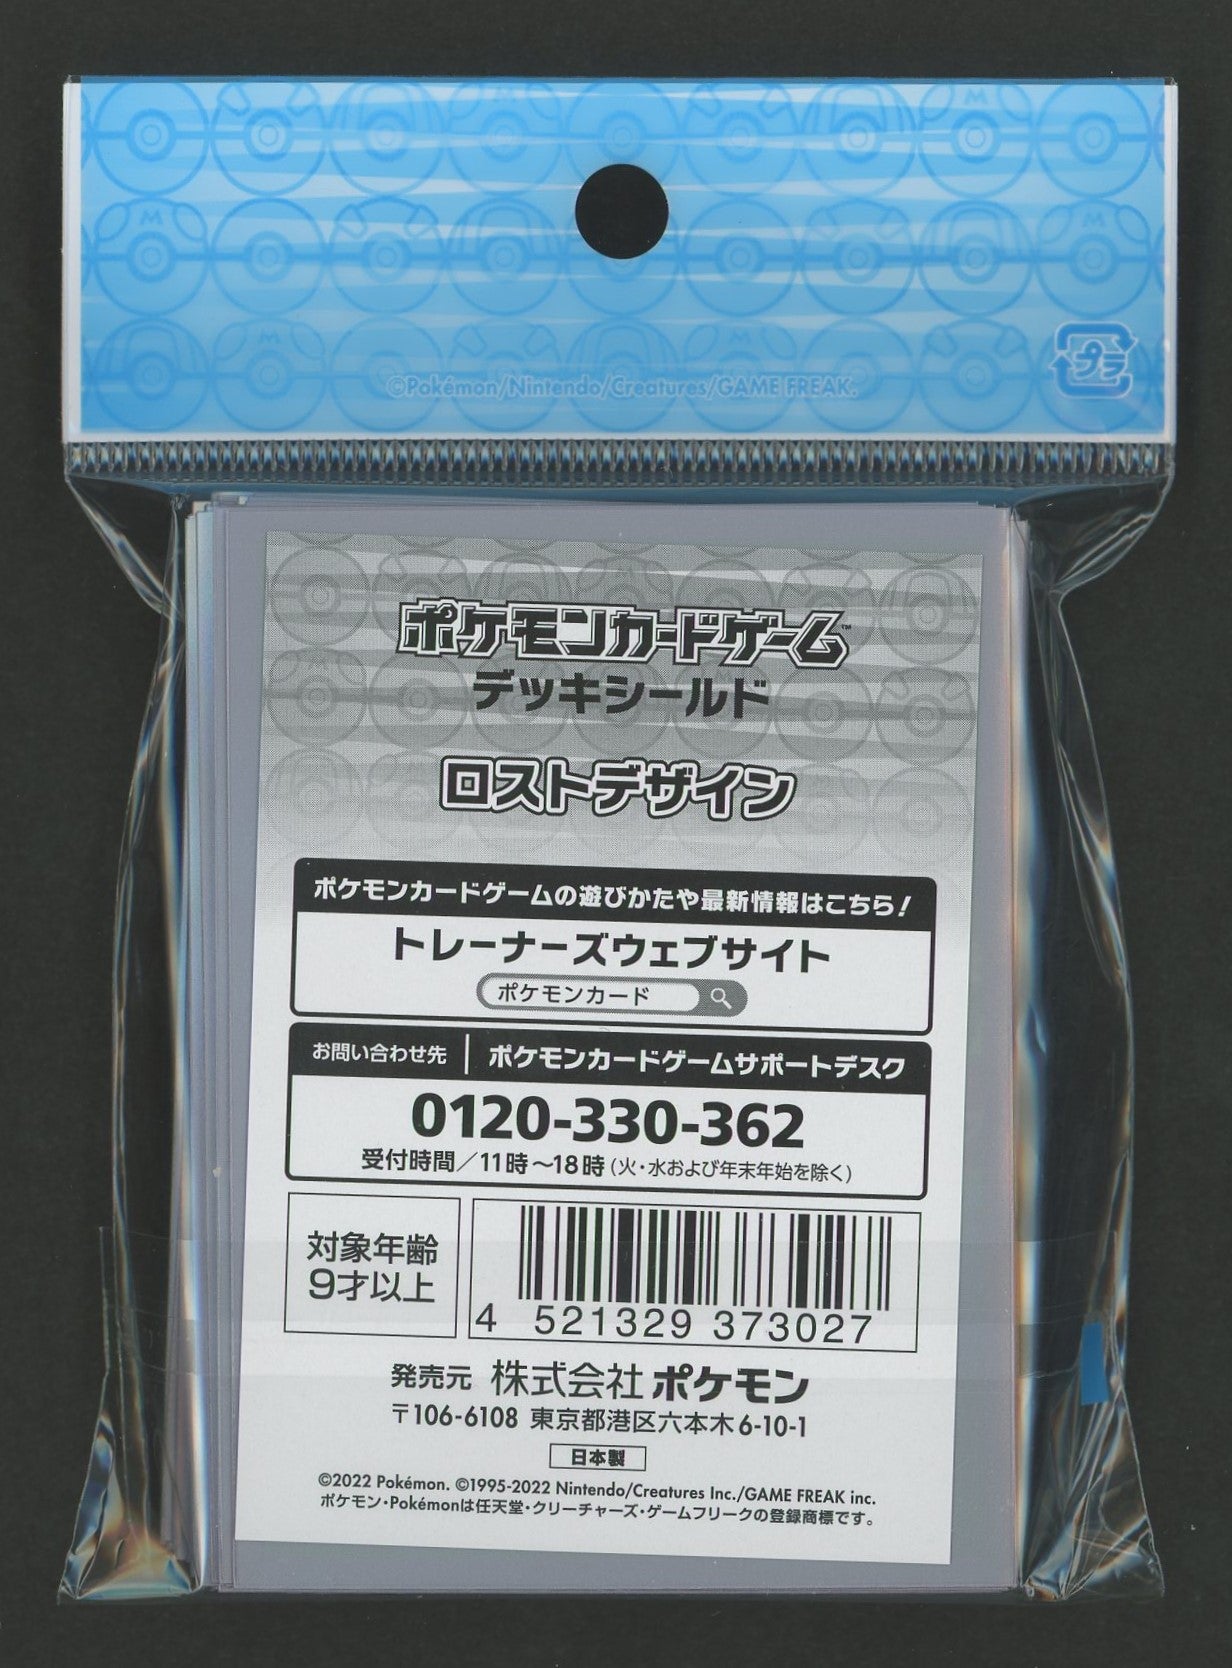 ©Pokémon/Nintendo/Creatures/GAME FREAK.
プラ
ポケモンカードゲーム™
デッキシールド
ロストデザイン
ポケモンカードゲームの遊びかたや最新情報はこちら!
トレーナーズウェブサイト
ポケモンカード
お問い合わせ先 ポケモンカードゲームサポートデスク
0120-330-362
受付時間/11時~18時(火・水および年末年始を除く)
対象年齢
9才以上
4 521329 373027
発売元 株式会社 ポケモン
〒106-6108 東京都港区六本木6-10-1
日本製
©2022 Pokémon. ©1995-2022 Nintendo/Creatures Inc./GAME FREAK inc.
ポケモン・Pokémonは任天堂・クリーチャーズ・ゲームフリークの登録商標です。